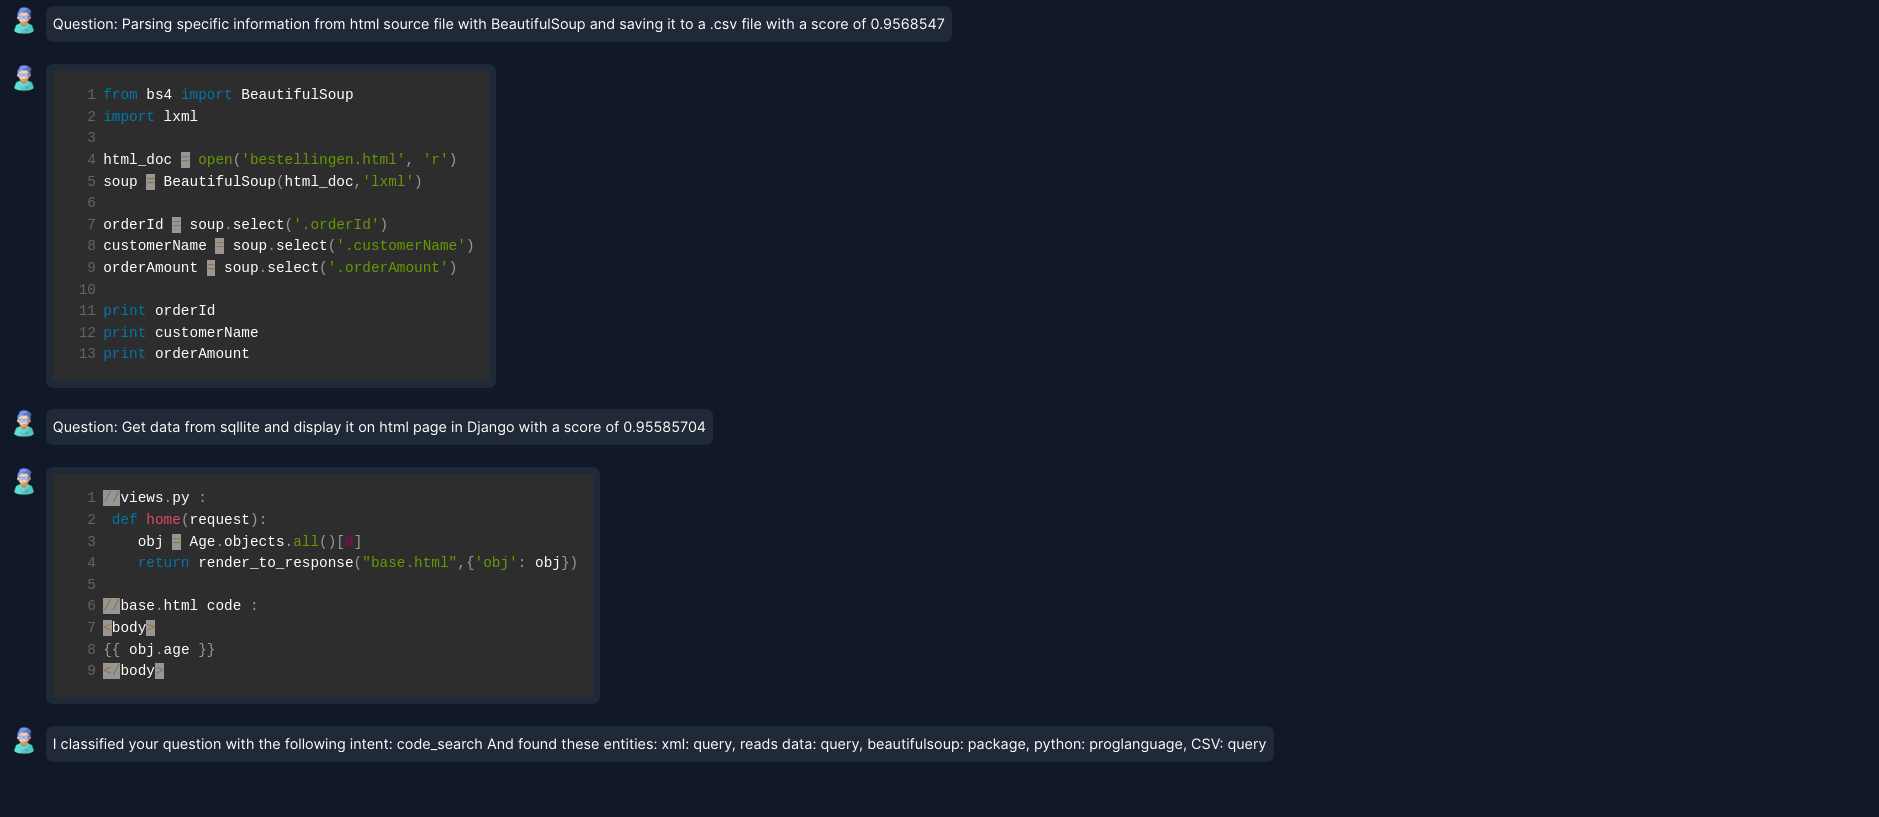 Question: Parsing specific information from html source file with BeautifulSoup and saving it to a .csv file with a score of 0.9568547
1 from bs4 import BeautifulSoup
2 import lxml
3
4 html_doc = open('bestellingen.html', 'r')
5 soup = BeautifulSoup(html_doc,'lxml')
6
7 orderId = soup.select('.orderId')
8 customerName = soup.select('.customerName')
9 orderAmount = soup.select('.orderAmount')
10
11 print orderId
12 print customerName
13 print orderAmount
Question: Get data from sqllite and display it on html page in Django with a score of 0.95585704
1 //views.py :
2  def home(request):
3     obj = Age.objects.all()[0]
4     return render_to_response("base.html",{'obj': obj})
5
6 //base.html code :
7 <body>
8 {{ obj.age }}
9 </body>
I classified your question with the following intent: code_search And found these entities: xml: query, reads data: query, beautifulsoup: package, python: proglanguage, CSV: query